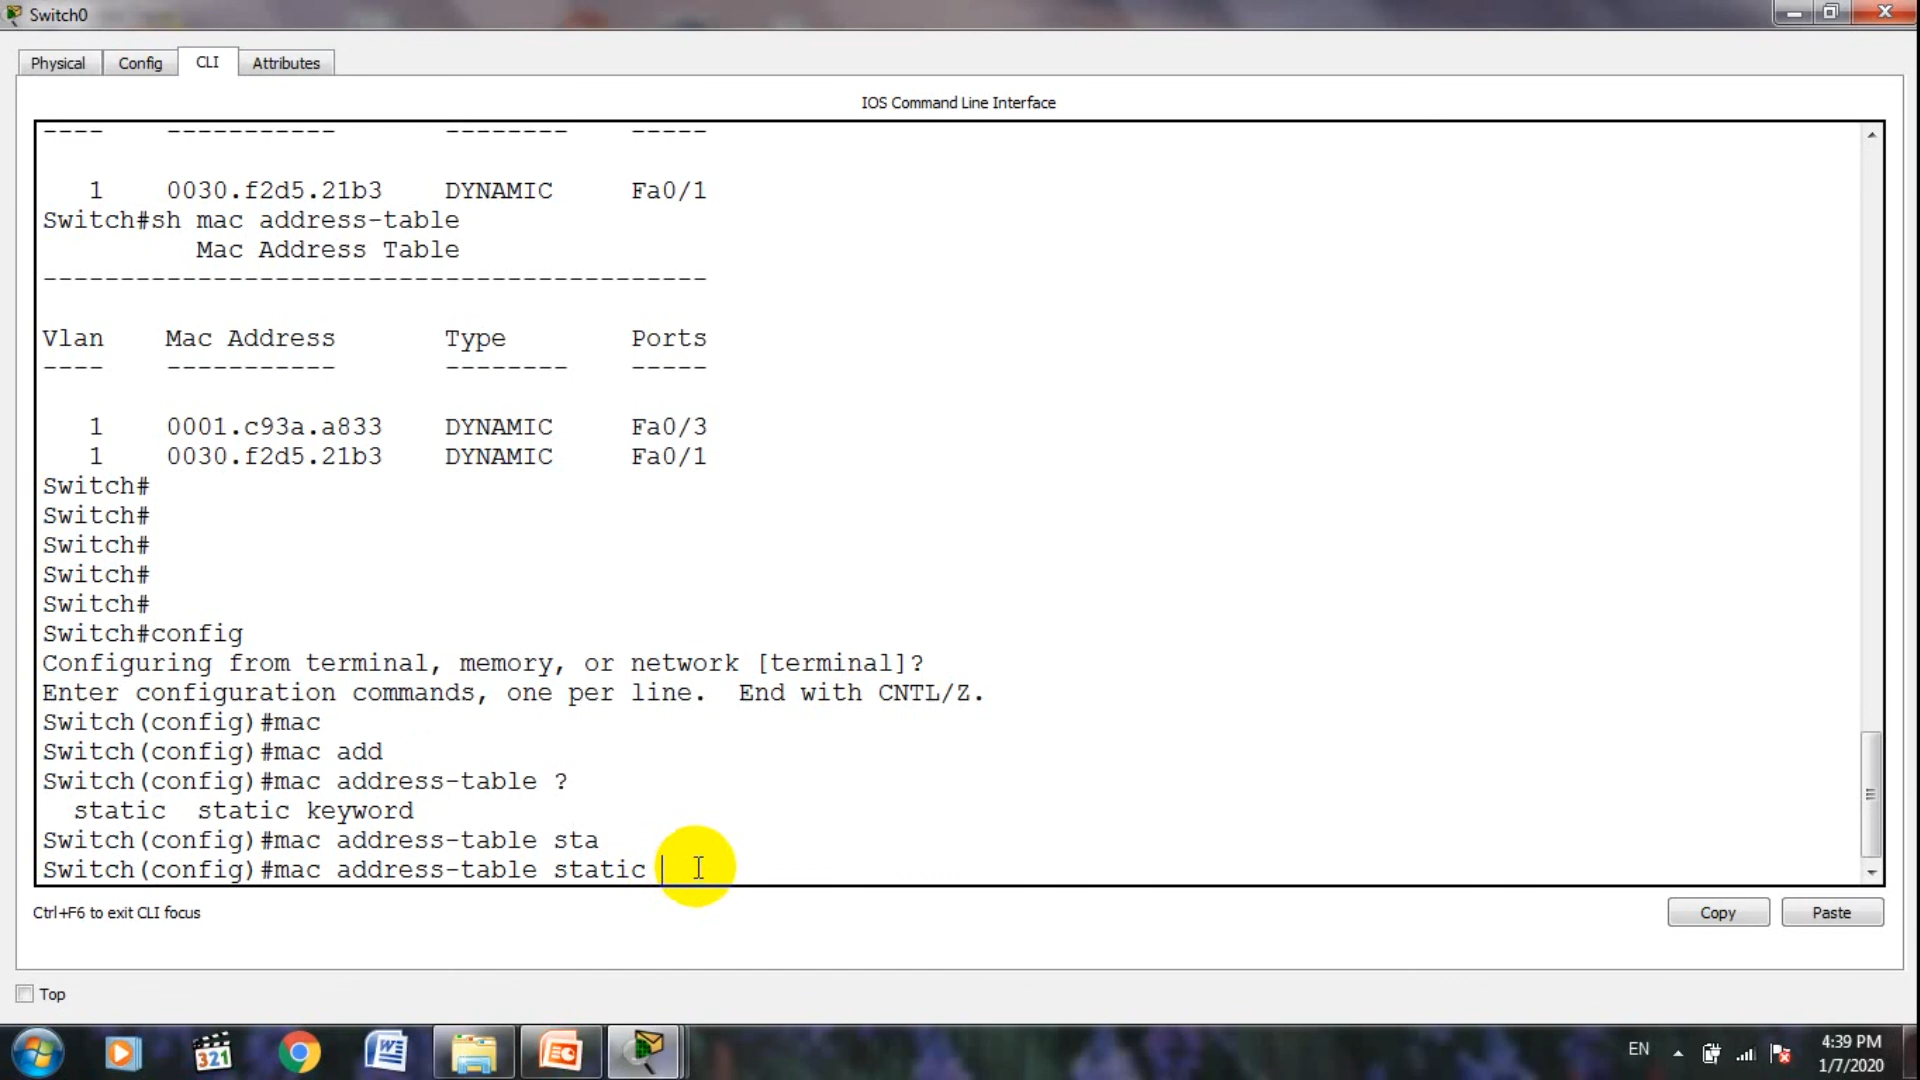 Switch0
Physical Config CLI Attributes
IOS Command Line Interface
---- ----------- -------- -----
1 0030.f2d5.21b3 DYNAMIC Fa0/1
Switch#sh mac address-table
Mac Address Table
-------------------------------------------
Vlan Mac Address Type Ports
---- ----------- -------- -----
1 0001.c93a.a833 DYNAMIC Fa0/3
1 0030.f2d5.21b3 DYNAMIC Fa0/1
Switch#
Switch#
Switch#
Switch#
Switch#
Switch#config
Configuring from terminal, memory, or network [terminal]?
Enter configuration commands, one per line. End with CNTL/Z.
Switch(config)#mac
Switch(config)#mac add
Switch(config)#mac address-table ?
static static keyword
Switch(config)#mac address-table sta
Switch(config)#mac address-table static
Ctrl+F6 to exit CLI focus
Copy Paste
Top
321
EN
4:39 PM
1/7/2020